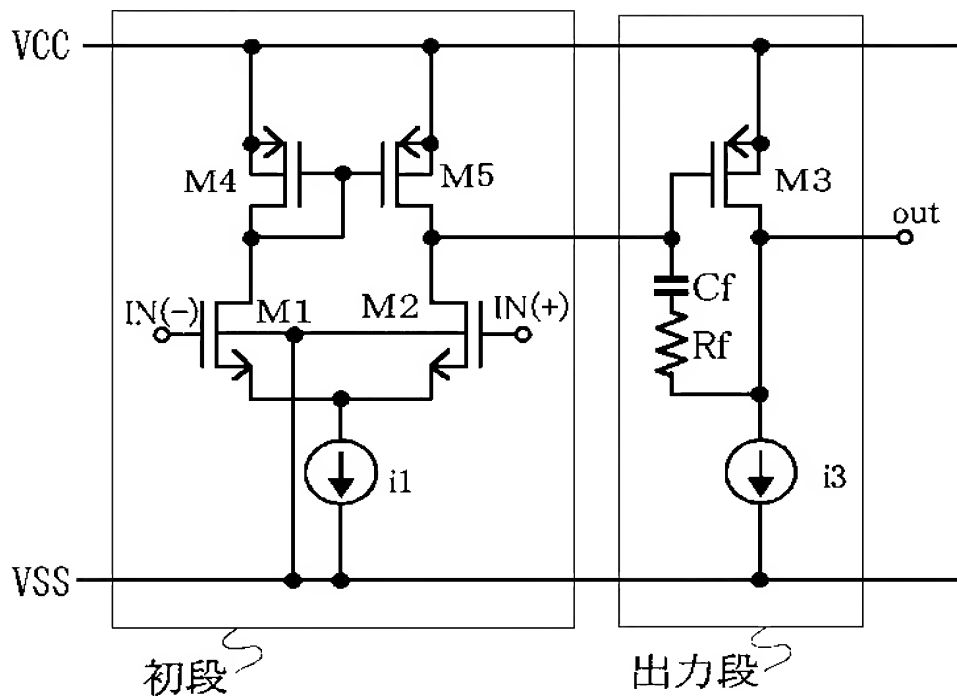 VCC
M4
M5
M3
out
IN(-)
M1
M2
IN(+)
Cf
Rf
i1
i3
VSS
初段
出力段